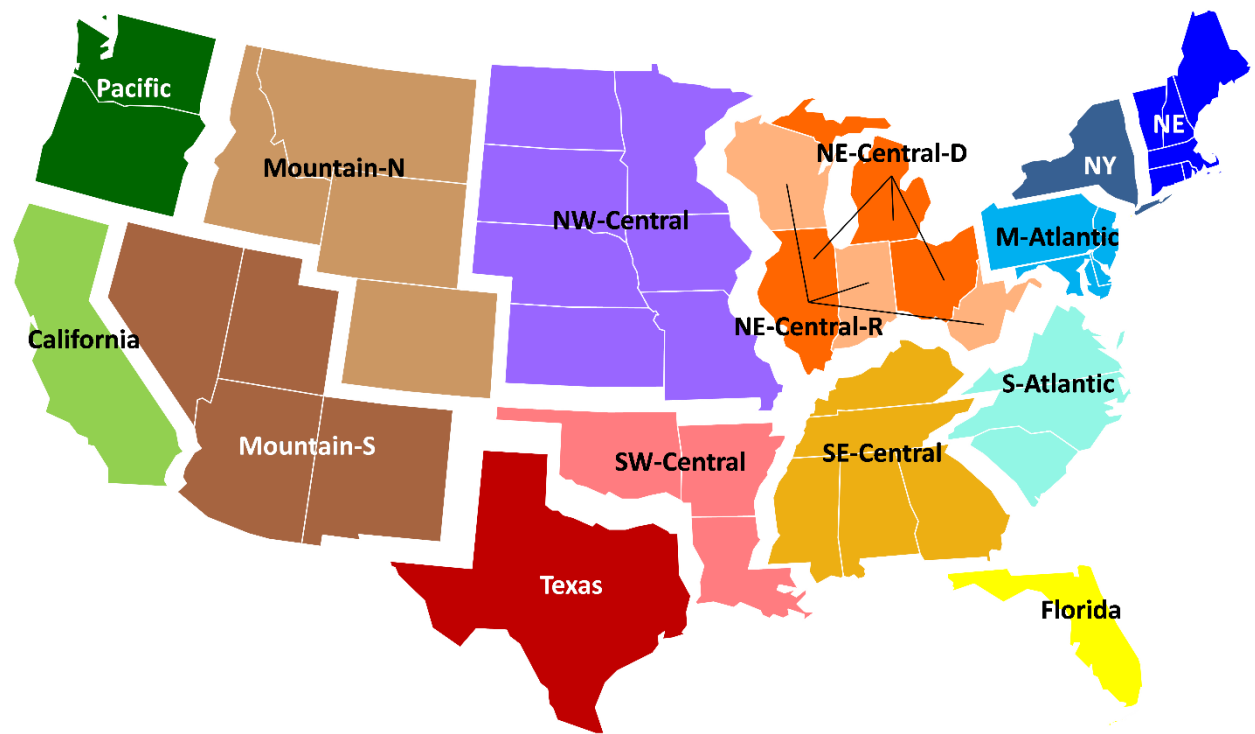 Pacific
Mountain-N
NW-Central
NE-Central-D
NE
NY
M-Atlantic
California
NE-Central-R
S-Atlantic
Mountain-S
SW-Central
SE-Central
Texas
Florida